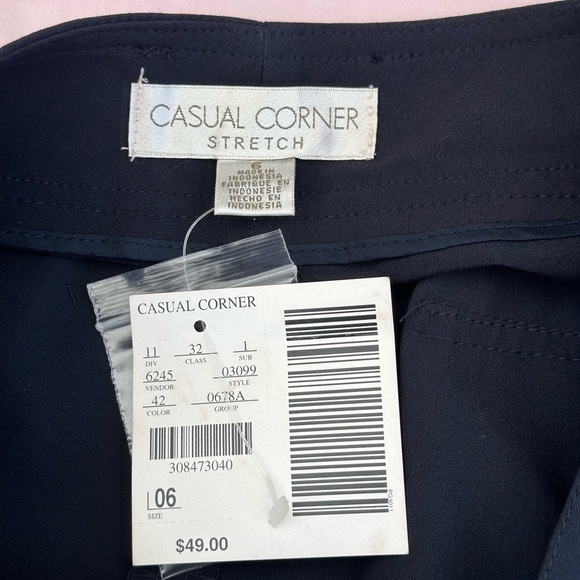 CASUAL CORNER
STRETCH
6
MADE IN
INDONESIA
FABRIQUE EN
INDONESIE
HECHO EN
INDONESIA
CASUAL CORNER
11 32 1
DIV CLASS SUB
6245 03099
VENDOR STYLE
42 0678A
COLOR GROUP
308473040
06
SIZE
$49.00